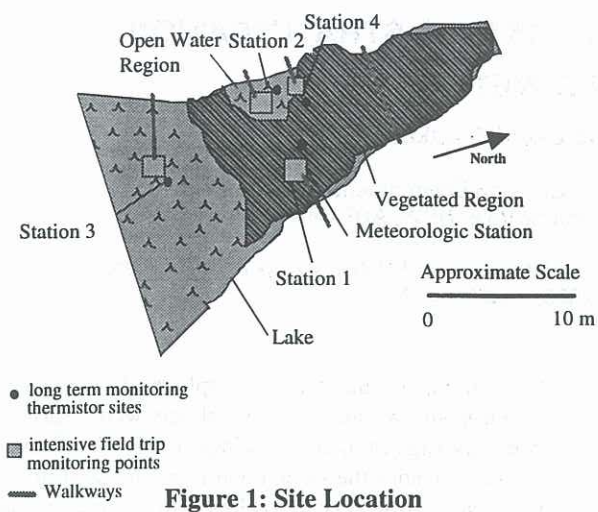 Station 4
Open Water Station 2
Region
North
Vegetated Region
Station 3
Meteorologic Station
Station 1
Approximate Scale
0 10 m
Lake
long term monitoring
thermistor sites
intensive field trip
monitoring points
Walkways
Figure 1: Site Location